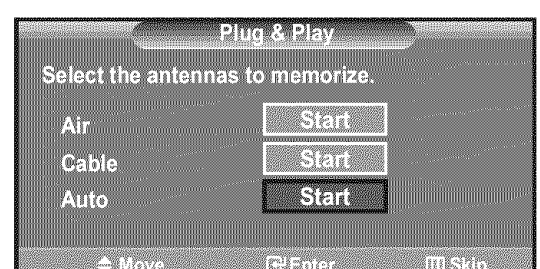 Plug & Play
Select the antennas to memorize.
Air Start
Cable Start
Auto Start
Move Enter Skip